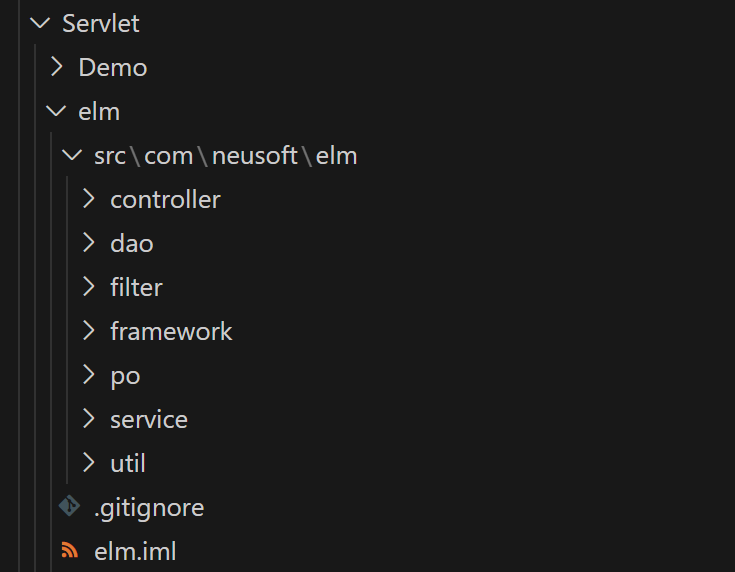 Servlet
Demo
elm
src\com\neusoft\elm
controller
dao
filter
framework
po
service
util
.gitignore
elm.iml